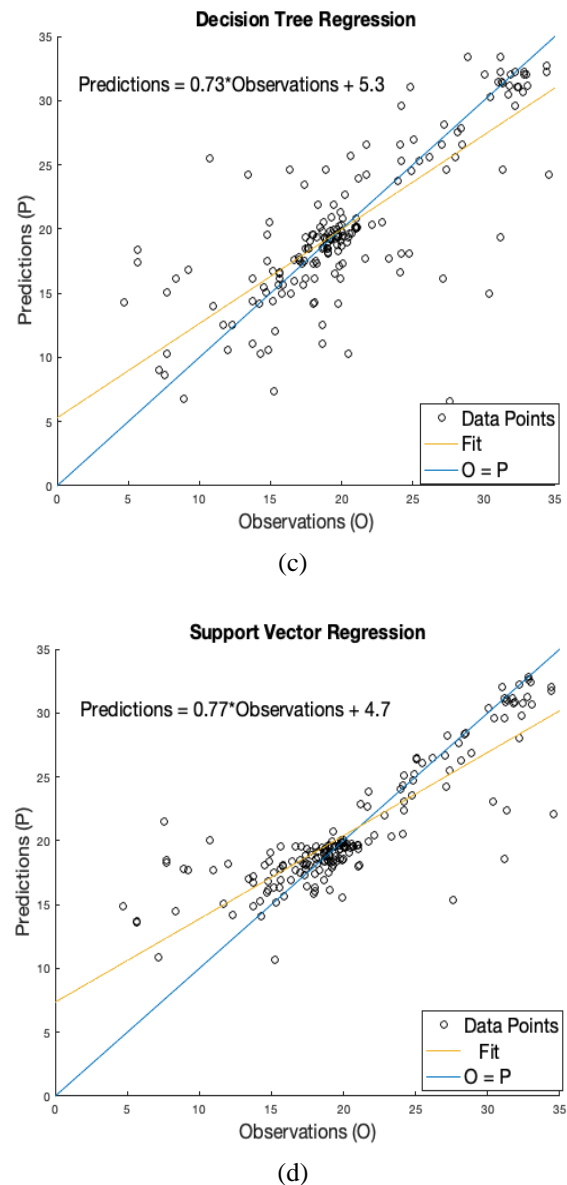 Decision Tree Regression
35
Predictions = 0.73*Observations + 5.3
30
25
20
Predictions (P)
15
10
5
0
Data Points
Fit
O = P
0 5 10 15 20 25 30 35
Observations (O)
(c)
Support Vector Regression
35
Predictions = 0.77*Observations + 4.7
30
25
20
Predictions (P)
15
10
5
0
Data Points
Fit
O = P
0 5 10 15 20 25 30 35
Observations (O)
(d)